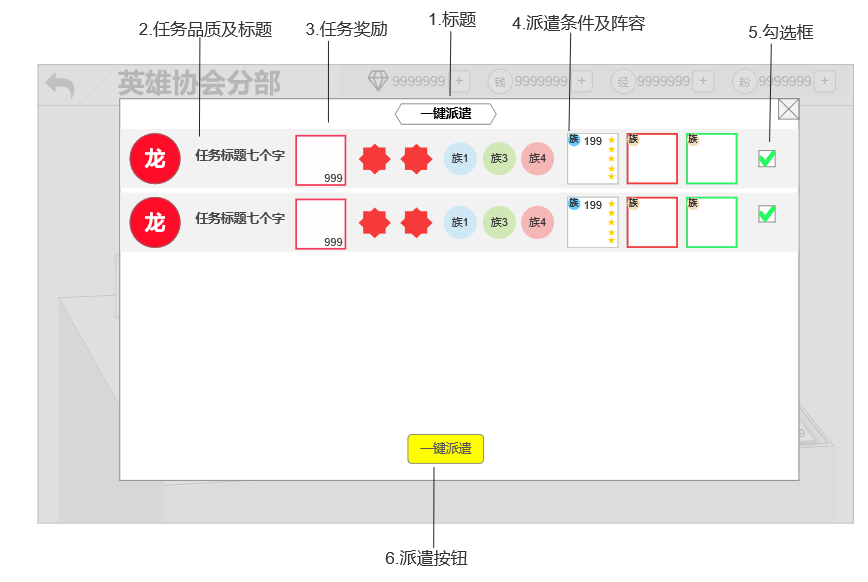 1.标题
2.任务品质及标题
3.任务奖励
4.派遣条件及阵容
5.勾选框
英雄协会分部
9999999 +
钱 9999999 +
经 9999999 +
粉 9999999 +
一键派遣
龙 任务标题七个字 999 族1 族3 族4 族 199 族 族
龙 任务标题七个字 999 族1 族3 族4 族 199 族 族
一键派遣
6.派遣按钮